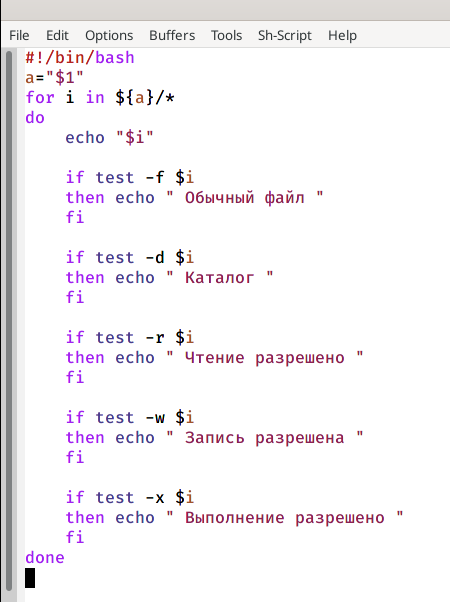 File Edit Options Buffers Tools Sh-Script Help
#!/bin/bash
a="$1"
for i in ${a}/*
do
echo "$i"
if test -f $i
then echo " Обычный файл "
fi
if test -d $i
then echo " Каталог "
fi
if test -r $i
then echo " Чтение разрешено "
fi
if test -w $i
then echo " Запись разрешена "
fi
if test -x $i
then echo " Выполнение разрешено "
fi
done